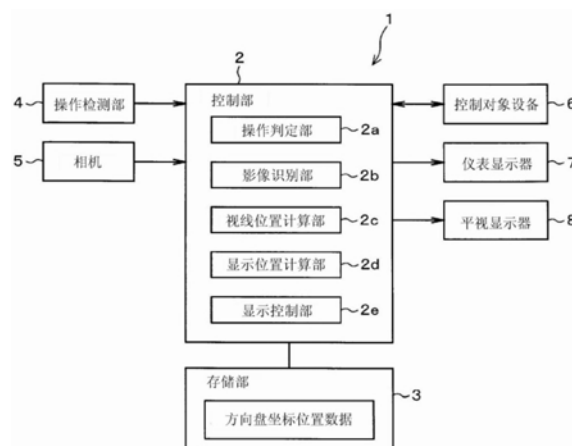 1
2
4
操作检测部
控制部
控制对象设备
6
操作判定部
2a
5
相机
影像识别部
2b
仪表显示器
7
视线位置计算部
2c
平视显示器
8
显示位置计算部
2d
显示控制部
2e
存储部
3
方向盘坐标位置数据